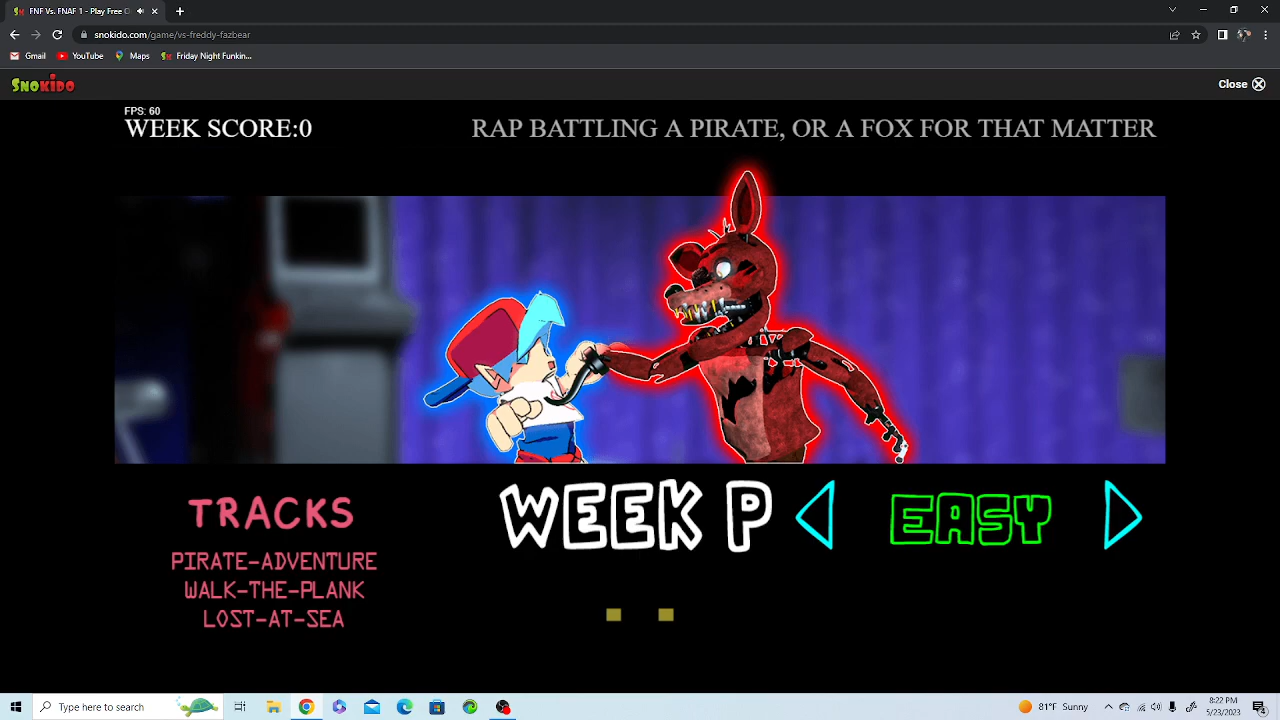 FNF Vs. FNAF 1 - Play Free O
snokido.com/game/vs-freddy-fazbear
Gmail YouTube Maps Friday Night Funkin...
SNOKIDO Close
FPS: 60
WEEK SCORE:0 RAP BATTLING A PIRATE, OR A FOX FOR THAT MATTER
WEEK P EASY
TRACKS
PIRATE-ADVENTURE
WALK-THE-PLANK
LOST-AT-SEA
Type here to search
81°F Sunny
8:22 PM
5/23/2023